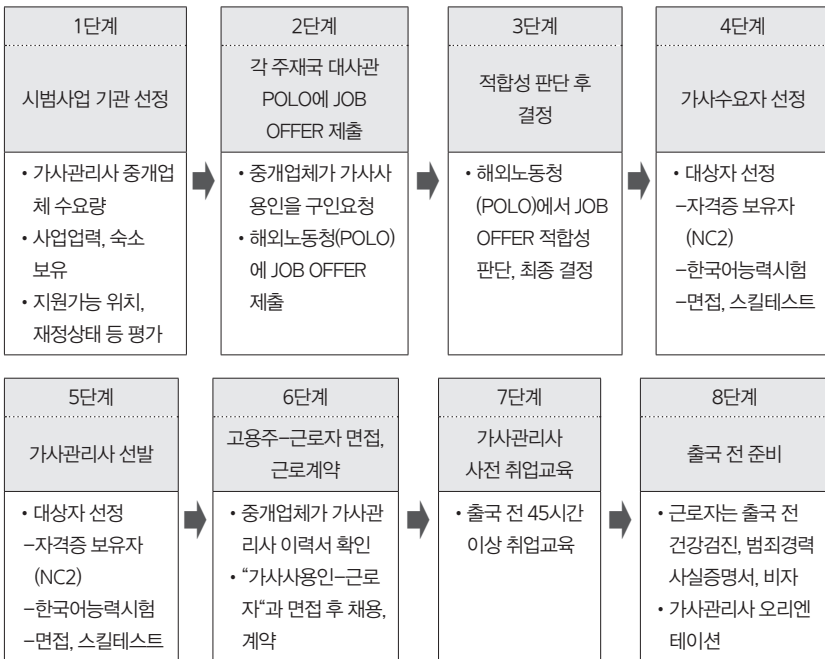 1단계
시범사업 기관 선정
• 가사관리사 중개업
체 수요량
• 사업업력, 숙소
보유
• 지원가능 위치,
재정상태 등 평가
2단계
각 주재국 대사관
POLO에 JOB
OFFER 제출
• 중개업체가 가사사
용인을 구인요청
• 해외노동청(POLO)
에 JOB OFFER
제출
3단계
적합성 판단 후
결정
• 해외노동청
(POLO)에서 JOB
OFFER 적합성
판단, 최종 결정
4단계
가사수요자 선정
• 대상자 선정
–자격증 보유자
(NC2)
–한국어능력시험
–면접, 스킬테스트
5단계
가사관리사 선발
• 대상자 선정
–자격증 보유자
(NC2)
–한국어능력시험
–면접, 스킬테스트
6단계
고용주–근로자 면접,
근로계약
• 중개업체가 가사관
리사 이력서 확인
• “가사사용인–근로
자“과 면접 후 채용,
계약
7단계
가사관리사
사전 취업교육
• 출국 전 45시간
이상 취업교육
8단계
출국 전 준비
• 근로자는 출국 전
건강검진, 범죄경력
사실증명서, 비자
• 가사관리사 오리엔
테이션